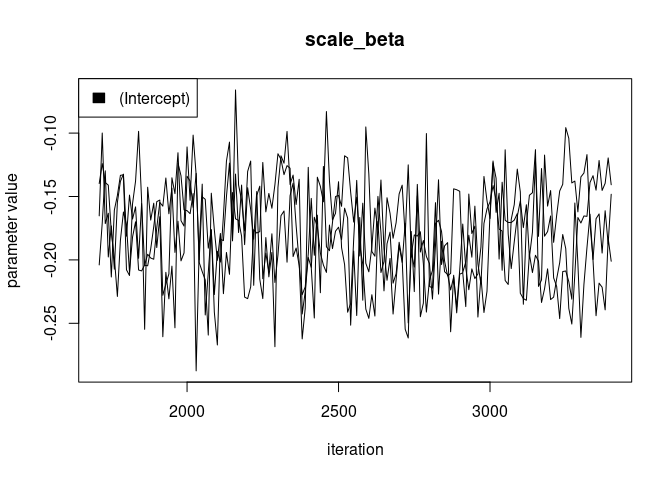 scale_beta
(Intercept)
-0.10
-0.15
-0.20
-0.25
parameter value
2000 2500 3000
iteration